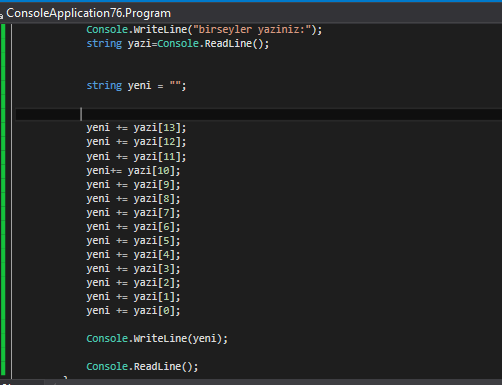 ConsoleApplication76.Program
Console.WriteLine("birseyler yaziniz:");
string yazi=Console.ReadLine();
string yeni = "";
yeni += yazi[13];
yeni += yazi[12];
yeni += yazi[11];
yeni+= yazi[10];
yeni += yazi[9];
yeni += yazi[8];
yeni += yazi[7];
yeni += yazi[6];
yeni += yazi[5];
yeni += yazi[4];
yeni += yazi[3];
yeni += yazi[2];
yeni += yazi[1];
yeni += yazi[0];
Console.WriteLine(yeni);
Console.ReadLine();